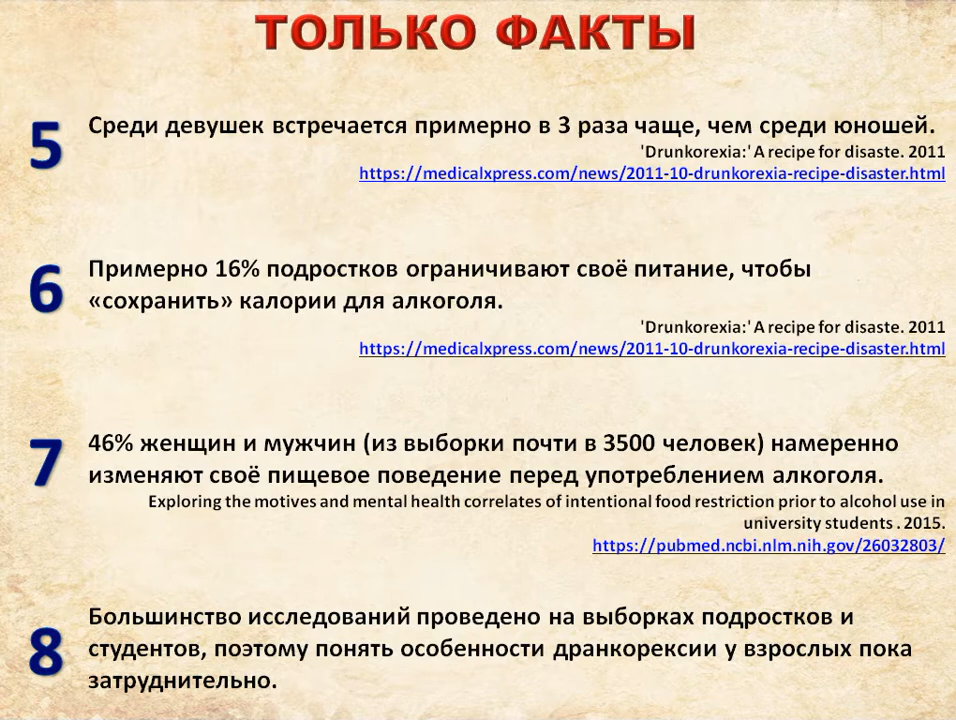 ТОЛЬКО ФАКТЫ
5
Среди девушек встречается примерно в 3 раза чаще, чем среди юношей.
'Drunkorexia:' A recipe for disaste. 2011
https://medicalxpress.com/news/2011-10-drunkorexia-recipe-disaster.html
6
Примерно 16% подростков ограничивают своё питание, чтобы
«сохранить» калории для алкоголя.
'Drunkorexia:' A recipe for disaste. 2011
https://medicalxpress.com/news/2011-10-drunkorexia-recipe-disaster.html
7
46% женщин и мужчин (из выборки почти в 3500 человек) намеренно
изменяют своё пищевое поведение перед употреблением алкоголя.
Exploring the motives and mental health correlates of intentional food restriction prior to alcohol use in
university students . 2015.
https://pubmed.ncbi.nlm.nih.gov/26032803/
8
Большинство исследований проведено на выборках подростков и
студентов, поэтому понять особенности дранкорексии у взрослых пока
затруднительно.